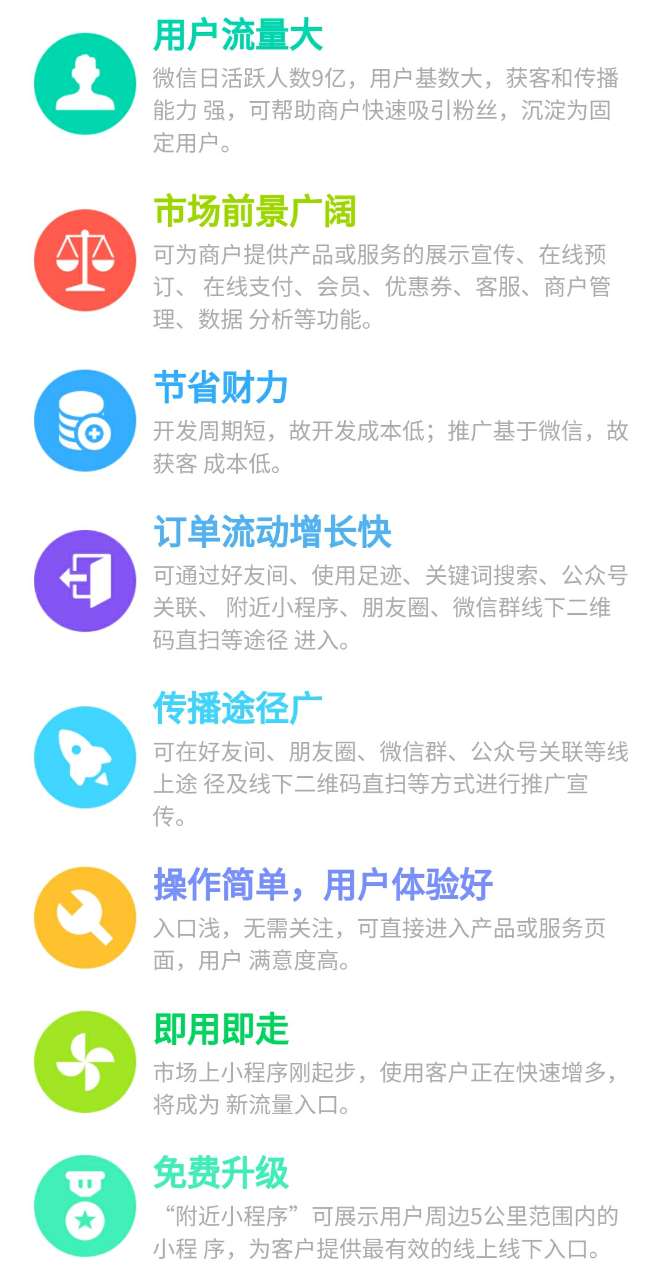 用户流量大
微信日活跃人数9亿，用户基数大，获客和传播
能力 强，可帮助商户快速吸引粉丝，沉淀为固
定用户。
市场前景广阔
可为商户提供产品或服务的展示宣传、在线预
订、 在线支付、会员、优惠券、客服、商户管
理、数据 分析等功能。
节省财力
开发周期短，故开发成本低；推广基于微信，故
获客 成本低。
订单流动增长快
可通过好友间、使用足迹、关键词搜索、公众号
关联、 附近小程序、朋友圈、微信群线下二维
码直扫等途径 进入。
传播途径广
可在好友间、朋友圈、微信群、公众号关联等线
上途 径及线下二维码直扫等方式进行推广宣
传。
操作简单，用户体验好
入口浅，无需关注，可直接进入产品或服务页
面，用户 满意度高。
即用即走
市场上小程序刚起步，使用客户正在快速增多，
将成为 新流量入口。
免费升级
“附近小程序”可展示用户周边5公里范围内的
小程 序，为客户提供最有效的线上线下入口。